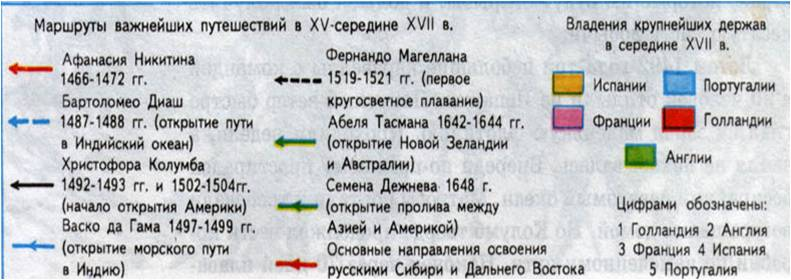 Маршруты важнейших путешествий в XV-середине XVII в.
Афанасия Никитина
1466-1472 гг.
Бартоломео Диаш
1487-1488 гг. (открытие пути
в Индийский океан)
Христофора Колумба
1492-1493 гг. и 1502-1504гг.
(начало открытия Америки)
Васко да Гама 1497-1499 гг.
(открытие морского пути
в Индию)
Фернандо Магеллана
1519-1521 гг. (первое
кругосветное плавание)
Абеля Тасмана 1642-1644 гг.
(открытие Новой Зеландии
и Австралии)
Семена Дежнева 1648 г.
(открытие пролива между
Азией и Америкой)
Основные направления освоения
русскими Сибири и Дальнего Востока
Владения крупнейших держав
в середине XVII в.
Испании
Португалии
Франции
Голландии
Англии
Цифрами обозначены:
1 Голландия 2 Англия
3 Франция 4 Испания
5 Португалия